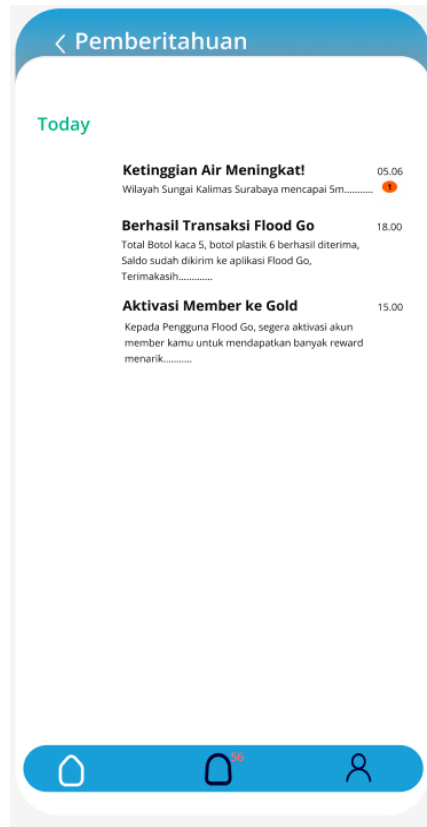 < Pemberitahuan
Today
Ketinggian Air Meningkat! 05.06
Wilayah Sungai Kalimas Surabaya mencapai 5m........... 1
Berhasil Transaksi Flood Go 18.00
Total Botol kaca 5, botol plastik 6 berhasil diterima,
Saldo sudah dikirim ke aplikasi Flood Go,
Terimakasih.............
Aktivasi Member ke Gold 15.00
Kepada Pengguna Flood Go, segera aktivasi akun
member kamu untuk mendapatkan banyak reward
menarik...........
56